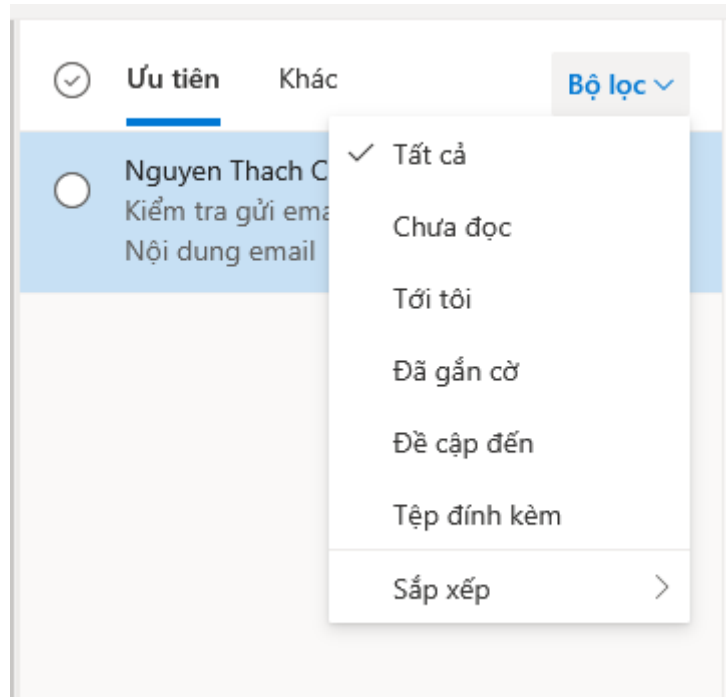 Ưu tiên Khác Bộ lọc
Nguyen Thach C
Kiểm tra gửi ema
Nội dung email
Tất cả
Chưa đọc
Tới tôi
Đã gắn cờ
Đề cập đến
Tệp đính kèm
Sắp xếp